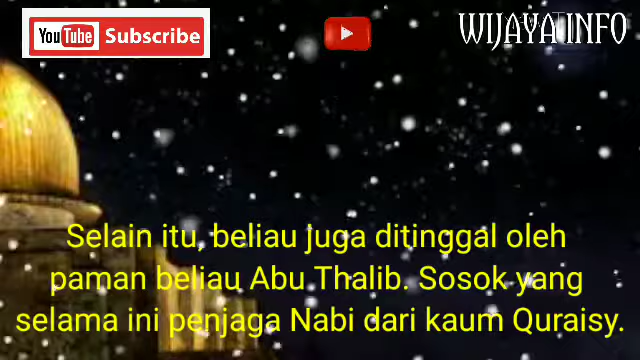 YouTube Subscribe
WIJAYA INFO
Selain itu, beliau juga ditinggal oleh
paman beliau Abu Thalib. Sosok yang
selama ini penjaga Nabi dari kaum Quraisy.